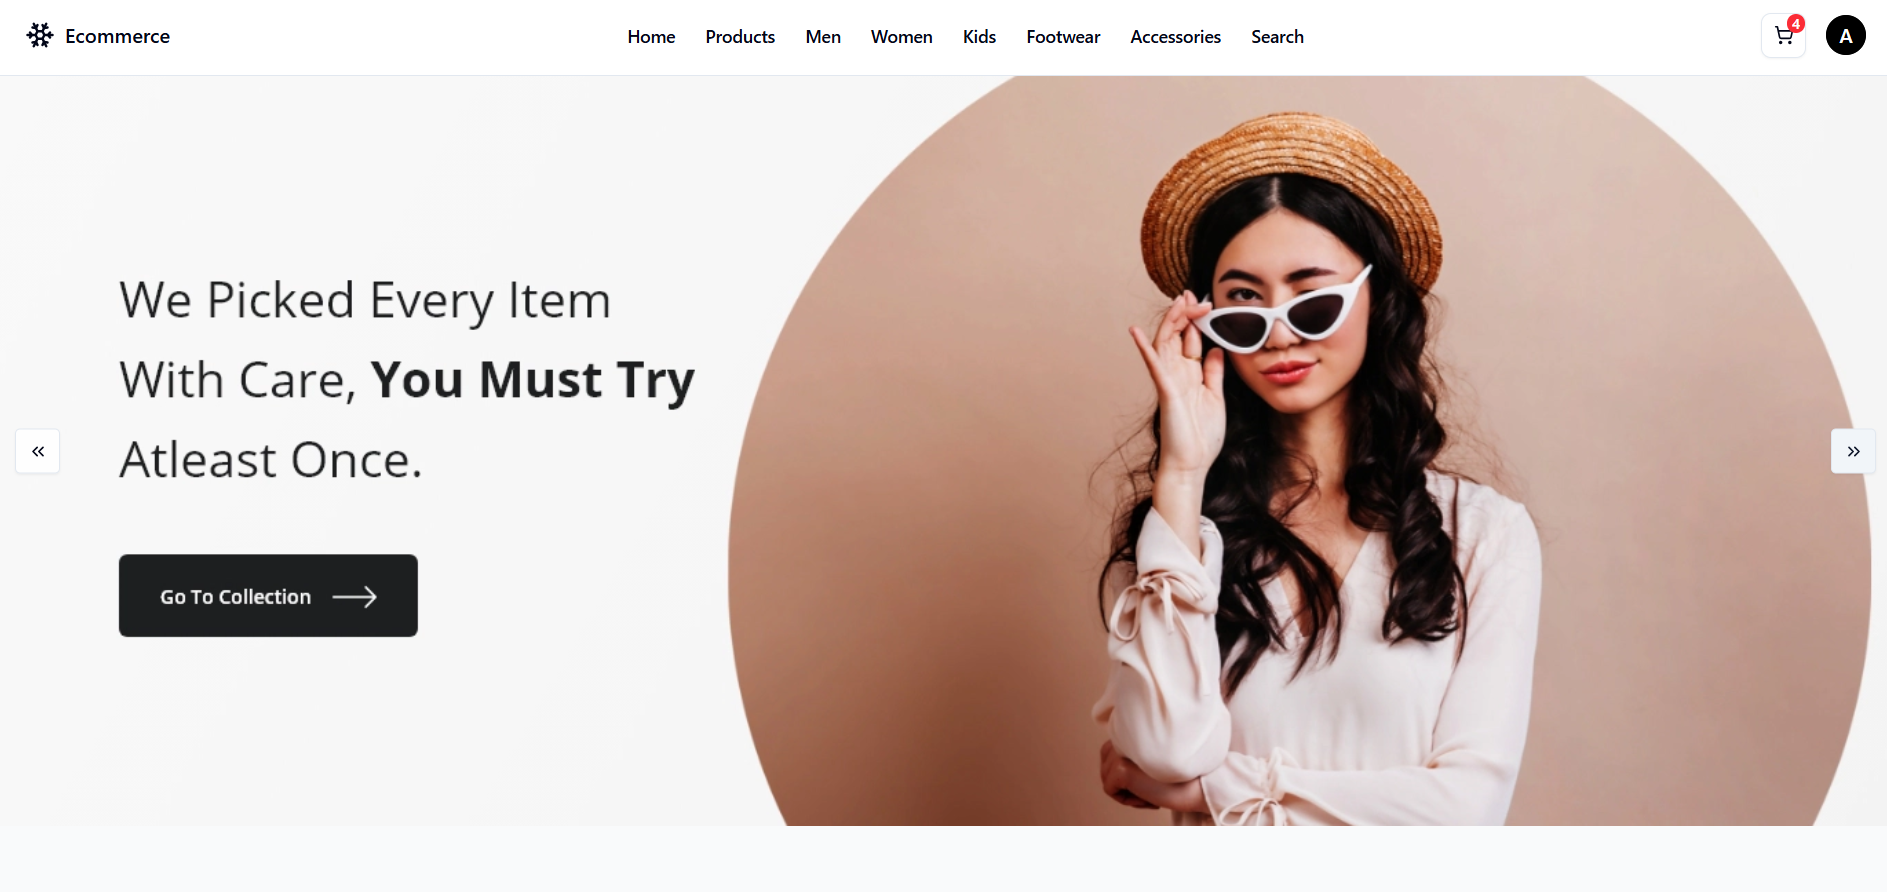 Ecommerce
Home Products Men Women Kids Footwear Accessories Search
4
A
We Picked Every Item
With Care, You Must Try
Atleast Once.
Go To Collection